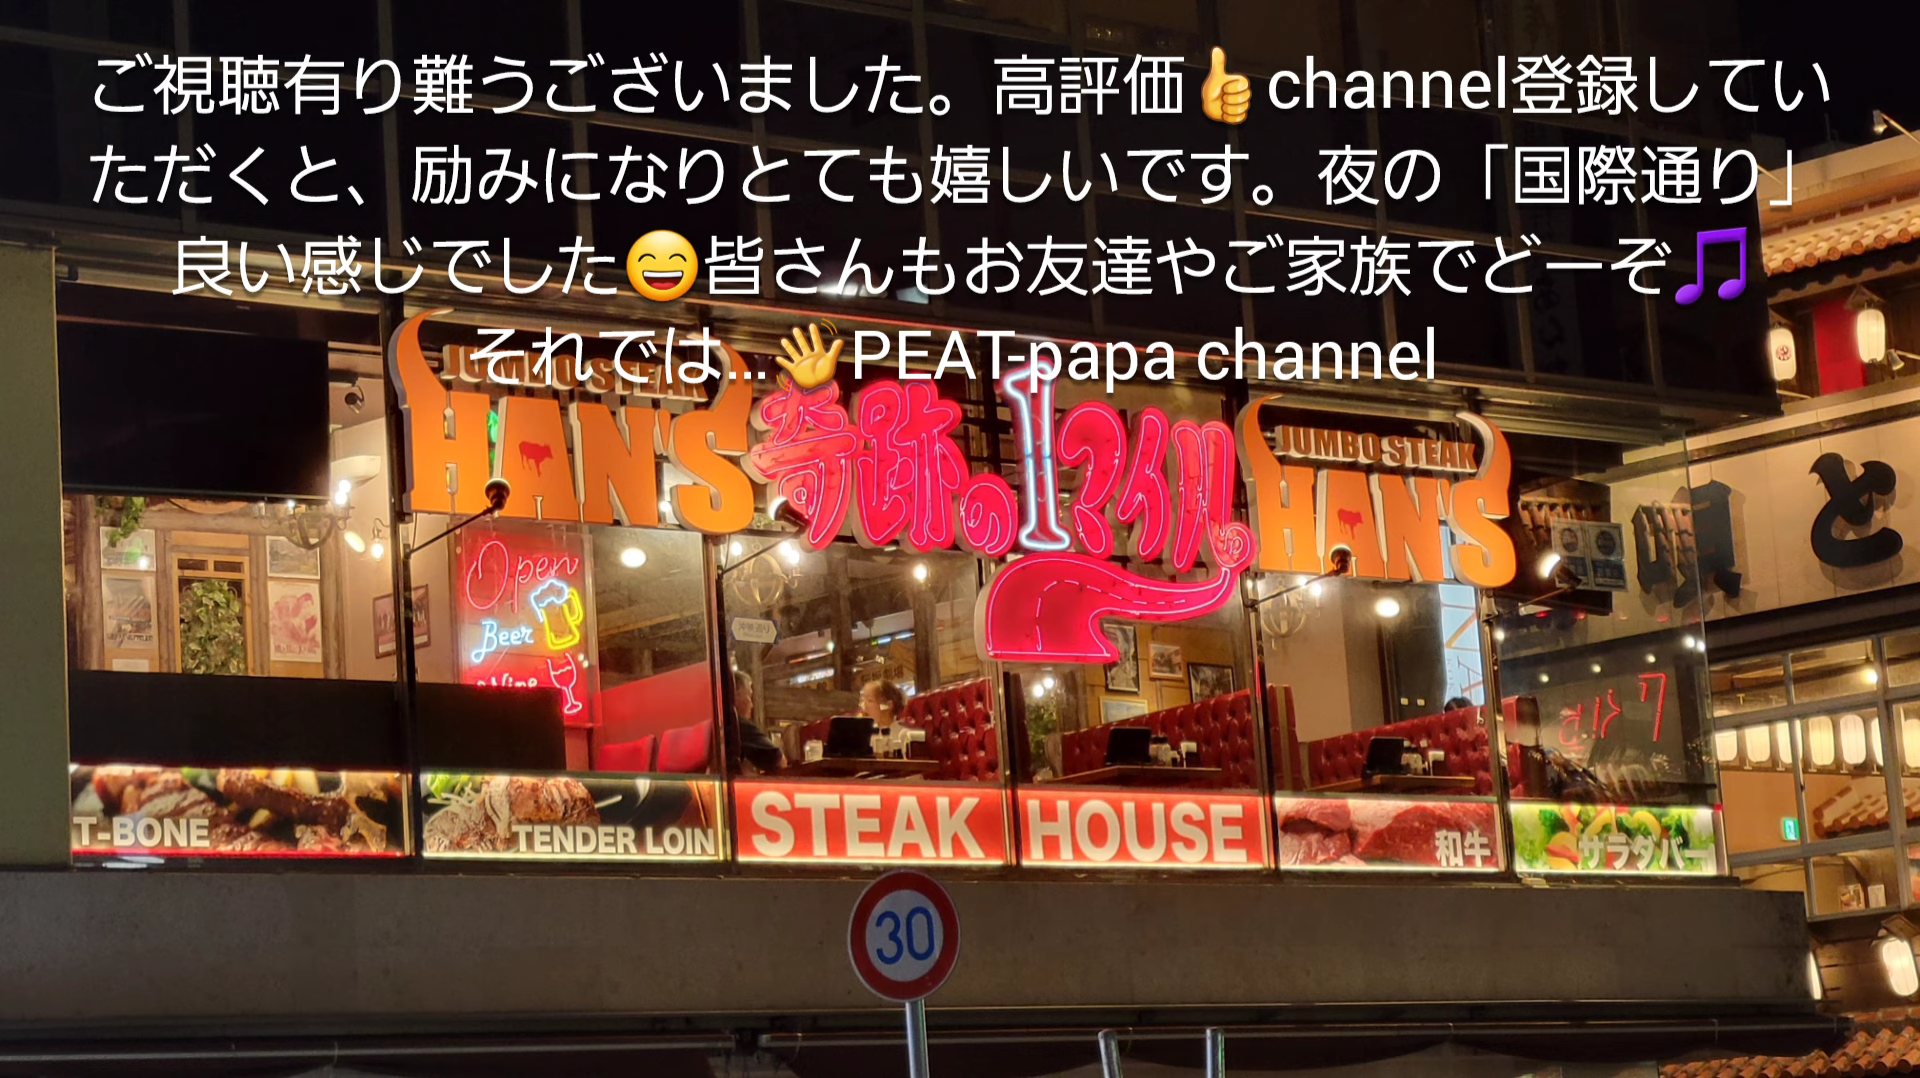 ご視聴有り難うございました。高評価👍channel登録してい
ただくと、励みになりとても嬉しいです。夜の「国際通り」
良い感じでした😄皆さんもお友達やご家族でどーぞ🎵
それでは…👋PEAT-papa channel
JUMBO STEAK
HAN'S
奇跡の1マイル
JUMBO STEAK
HAN'S
と
Open
Beer
Wine
T-BONE
TENDER LOIN
STEAK HOUSE
和牛
サラダバー
30